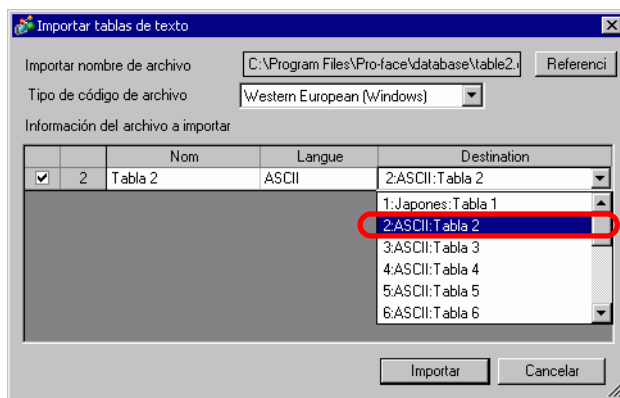 Importar tablas de texto
Importar nombre de archivo C:\Program Files\Pro-face\database\table2. Referenci
Tipo de código de archivo Western European (Windows)
Información del archivo a importar
Nom Langue Destination
2 Tabla 2 ASCII 2:ASCII:Tabla 2
1:Japones:Tabla 1
2:ASCII:Tabla 2
3:ASCII:Tabla 3
4:ASCII:Tabla 4
5:ASCII:Tabla 5
6:ASCII:Tabla 6
Importar Cancelar